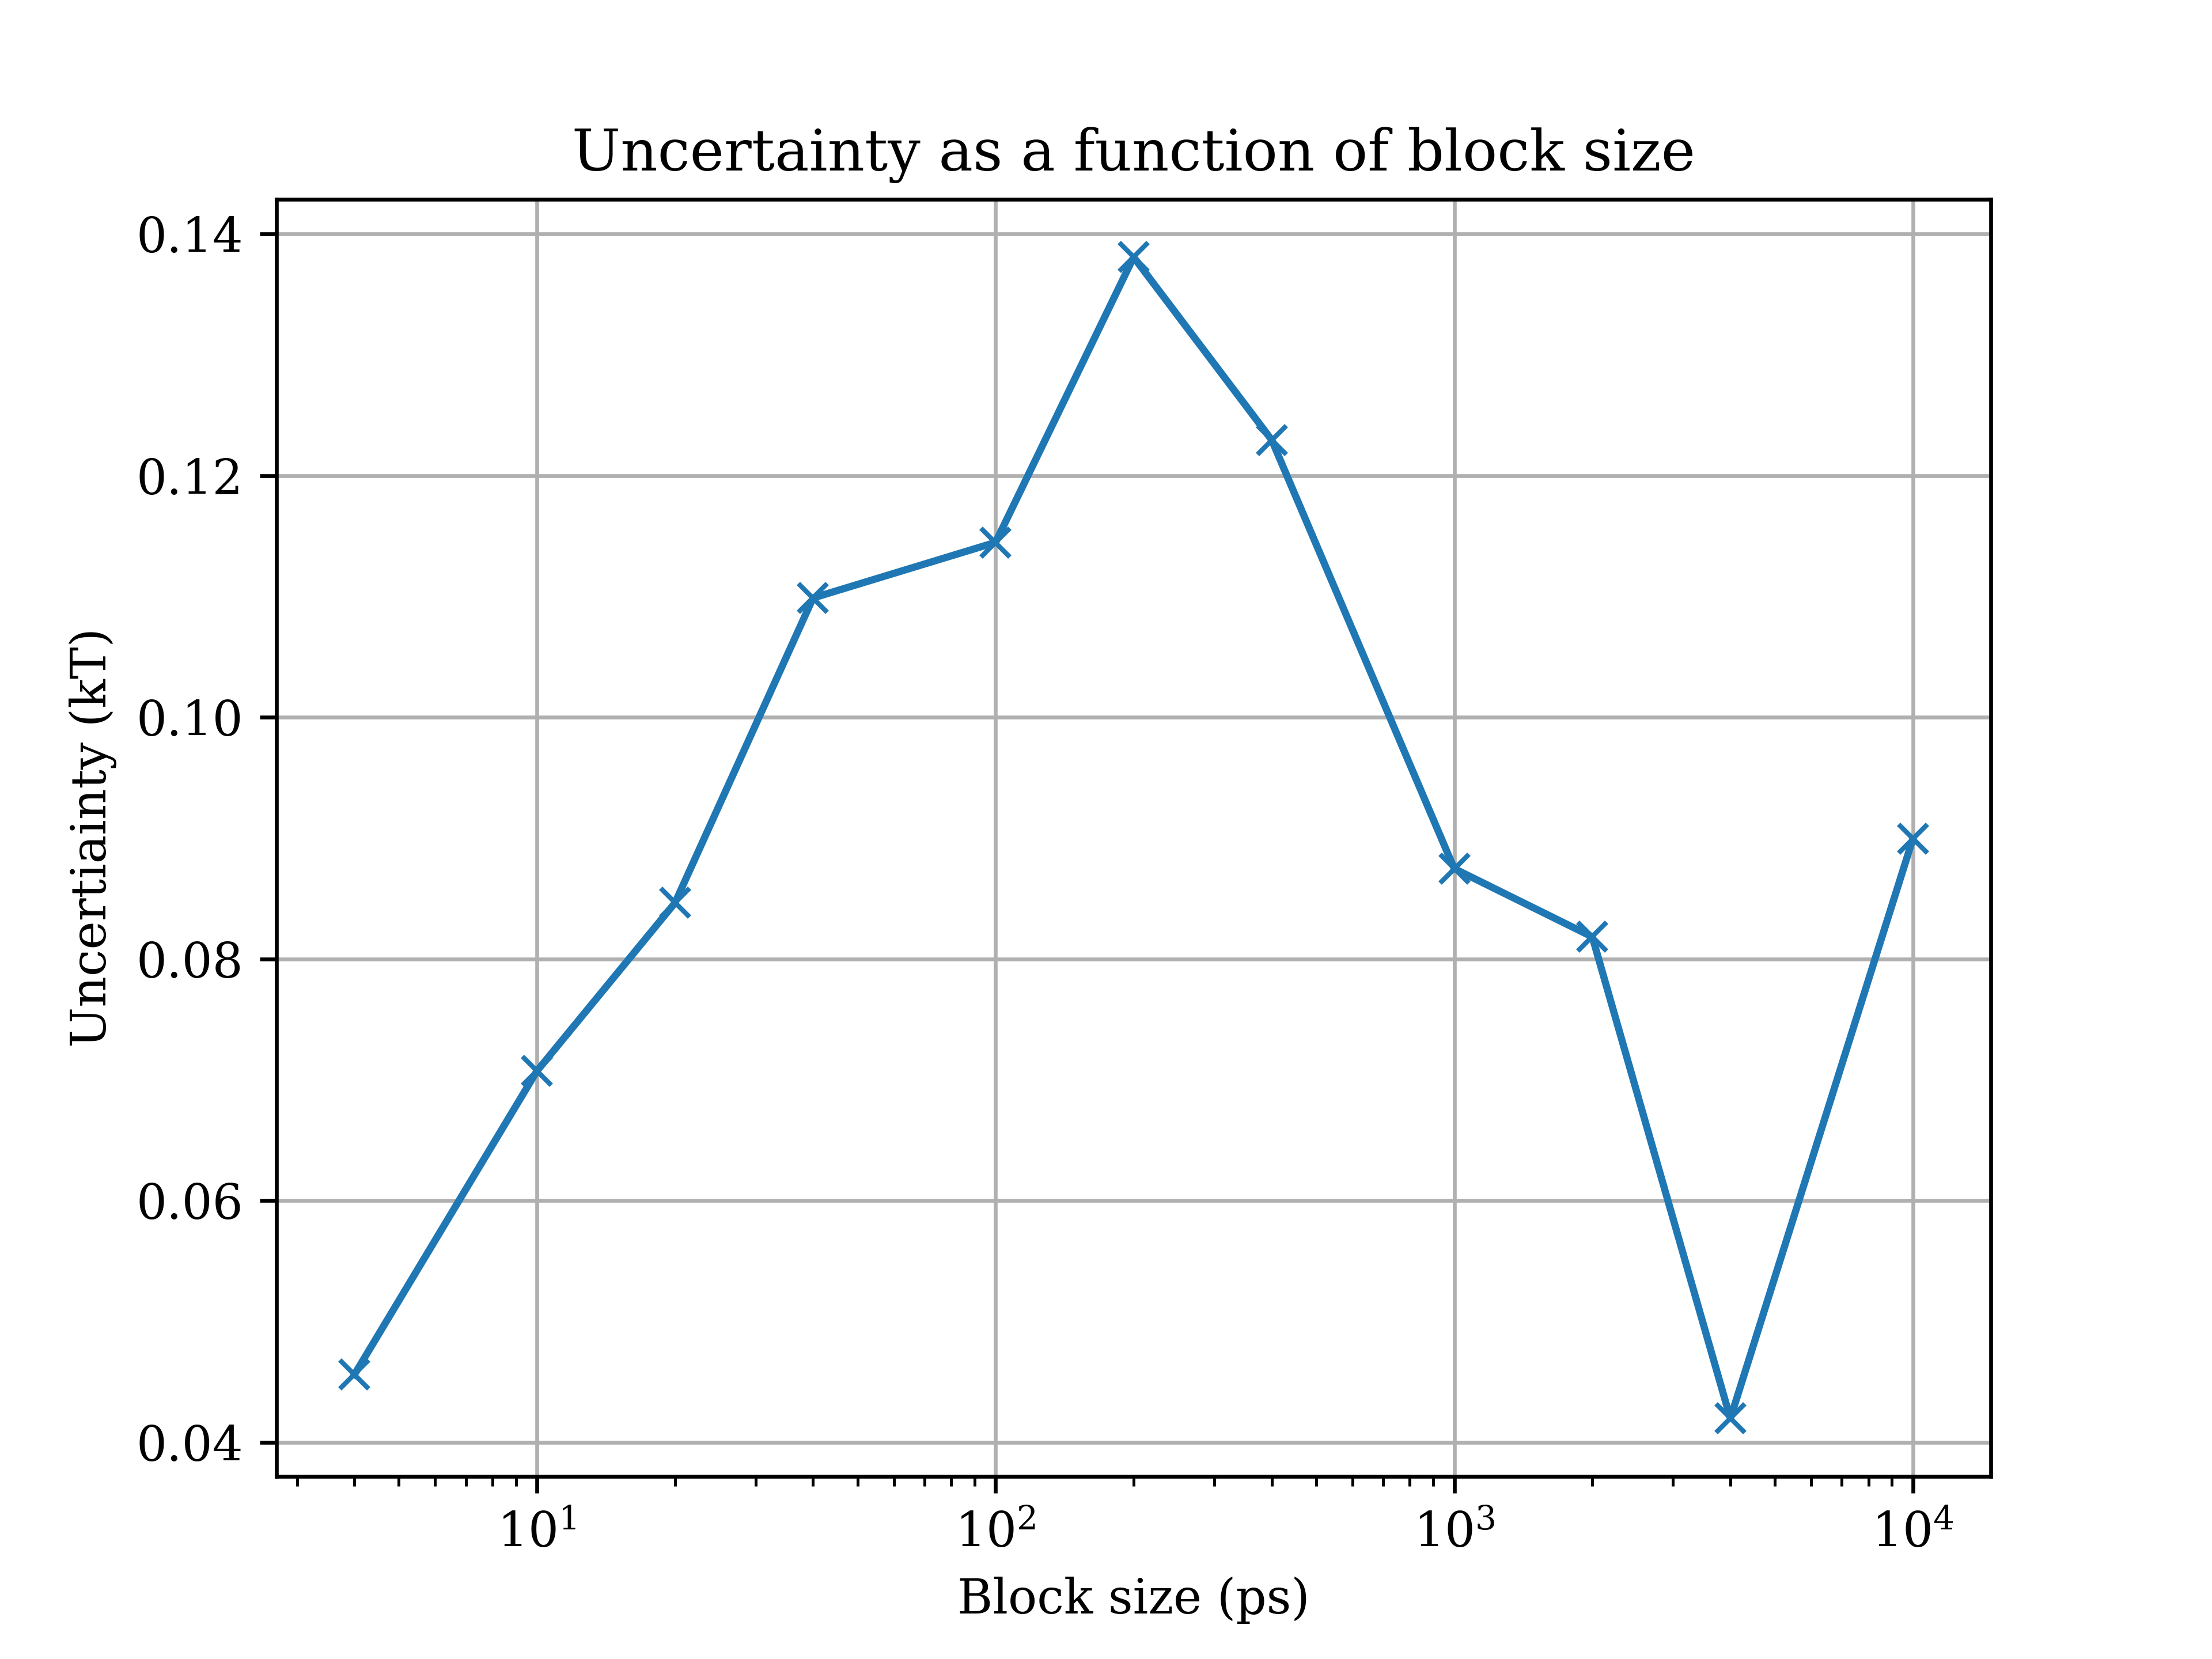 Uncertainty as a function of block size
0.14
0.12
0.10
0.08
0.06
0.04
Uncertiainty (kT)
10¹ 10² 10³ 10⁴
Block size (ps)